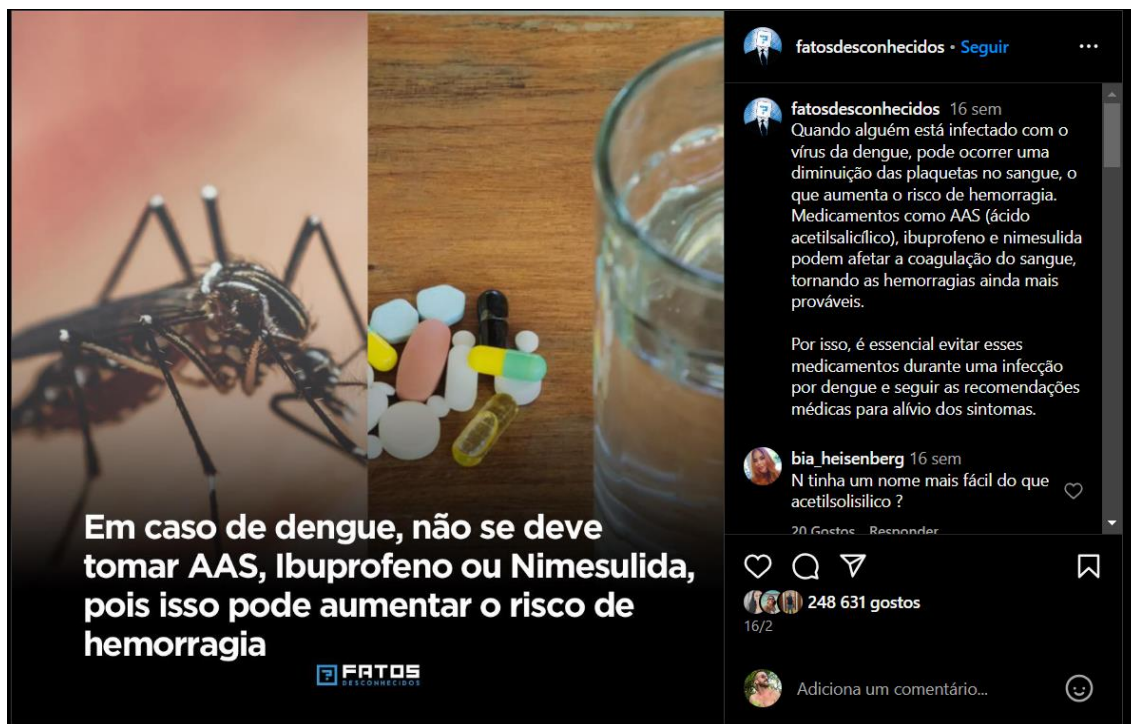 Em caso de dengue, não se deve
tomar AAS, Ibuprofeno ou Nimesulida,
pois isso pode aumentar o risco de
hemorragia
? FATOS
DESCONHECIDOS
fatosdesconhecidos • Seguir
fatosdesconhecidos 16 sem
Quando alguém está infectado com o
vírus da dengue, pode ocorrer uma
diminuição das plaquetas no sangue, o
que aumenta o risco de hemorragia.
Medicamentos como AAS (ácido
acetilsalicílico), ibuprofeno e nimesulida
podem afetar a coagulação do sangue,
tornando as hemorragias ainda mais
prováveis.
Por isso, é essencial evitar esses
medicamentos durante uma infecção
por dengue e seguir as recomendações
médicas para alívio dos sintomas.
bia_heisenberg 16 sem
N tinha um nome mais fácil do que
acetilsolisilico ?
20 Gostos Responder
248 631 gostos
16/2
Adiciona um comentário...